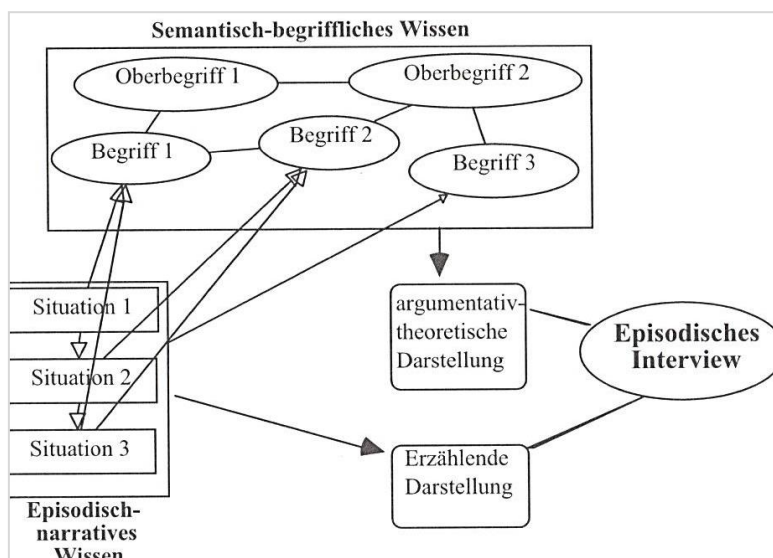 Semantisch-begriffliches Wissen
Oberbegriff 1
Oberbegriff 2
Begriff 1
Begriff 2
Begriff 3
Situation 1
Situation 2
Situation 3
Episodisch-
narratives
Wissen
argumentativ-
theoretische
Darstellung
Erzählende
Darstellung
Episodisches
Interview